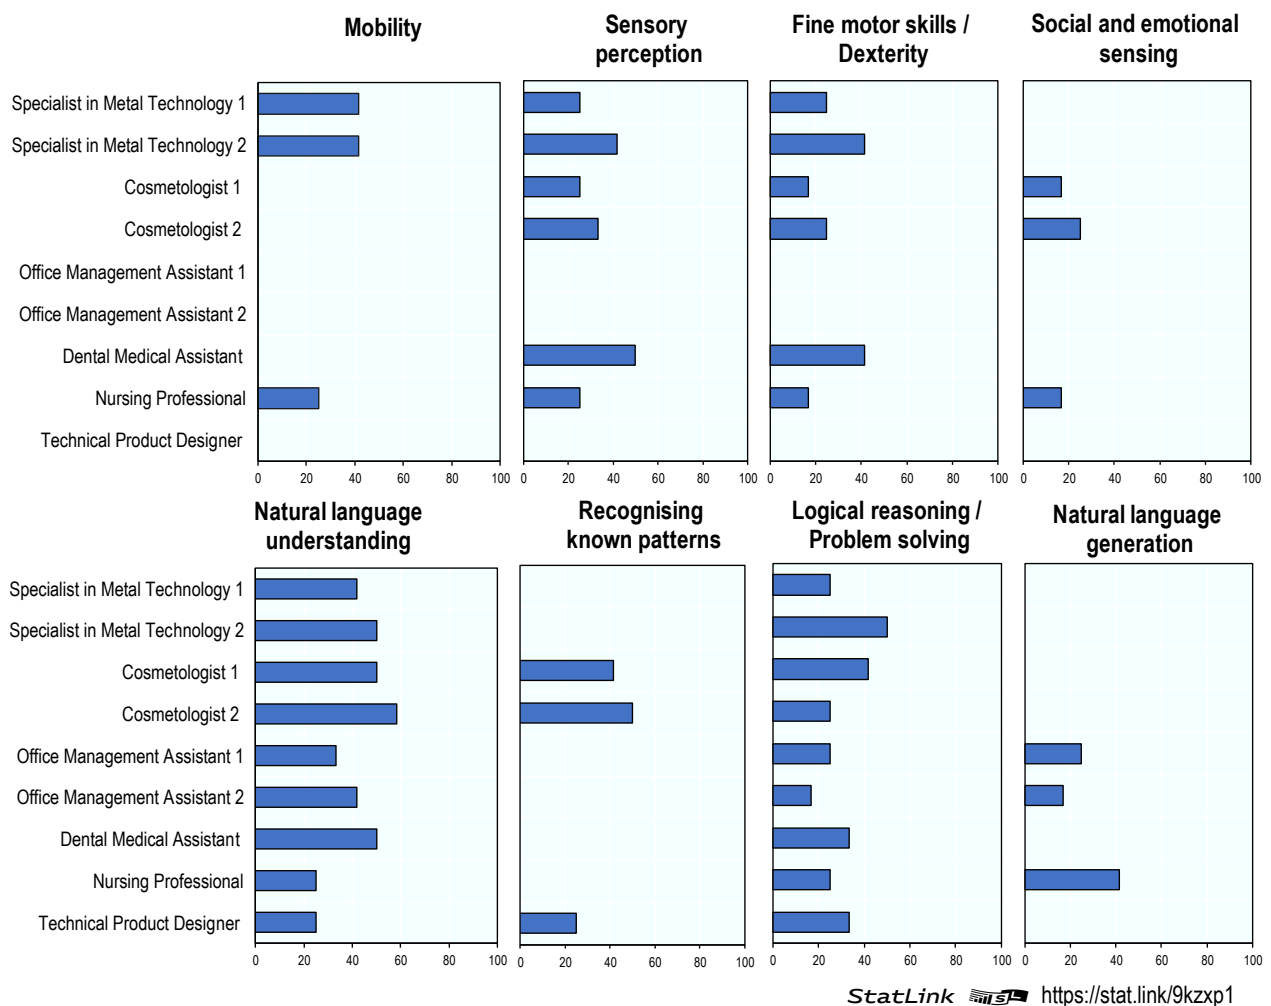 Mobility
Sensory
perception
Fine motor skills /
Dexterity
Social and emotional
sensing
Specialist in Metal Technology 1
Specialist in Metal Technology 2
Cosmetologist 1
Cosmetologist 2
Office Management Assistant 1
Office Management Assistant 2
Dental Medical Assistant
Nursing Professional
Technical Product Designer
0 20 40 60 80 100
0 20 40 60 80 100
0 20 40 60 80 100
0 20 40 60 80 100
Natural language
understanding
Recognising
known patterns
Logical reasoning /
Problem solving
Natural language
generation
Specialist in Metal Technology 1
Specialist in Metal Technology 2
Cosmetologist 1
Cosmetologist 2
Office Management Assistant 1
Office Management Assistant 2
Dental Medical Assistant
Nursing Professional
Technical Product Designer
0 20 40 60 80 100
0 20 40 60 80 100
0 20 40 60 80 100
0 20 40 60 80 100
StatLink https://stat.link/9kzxp1